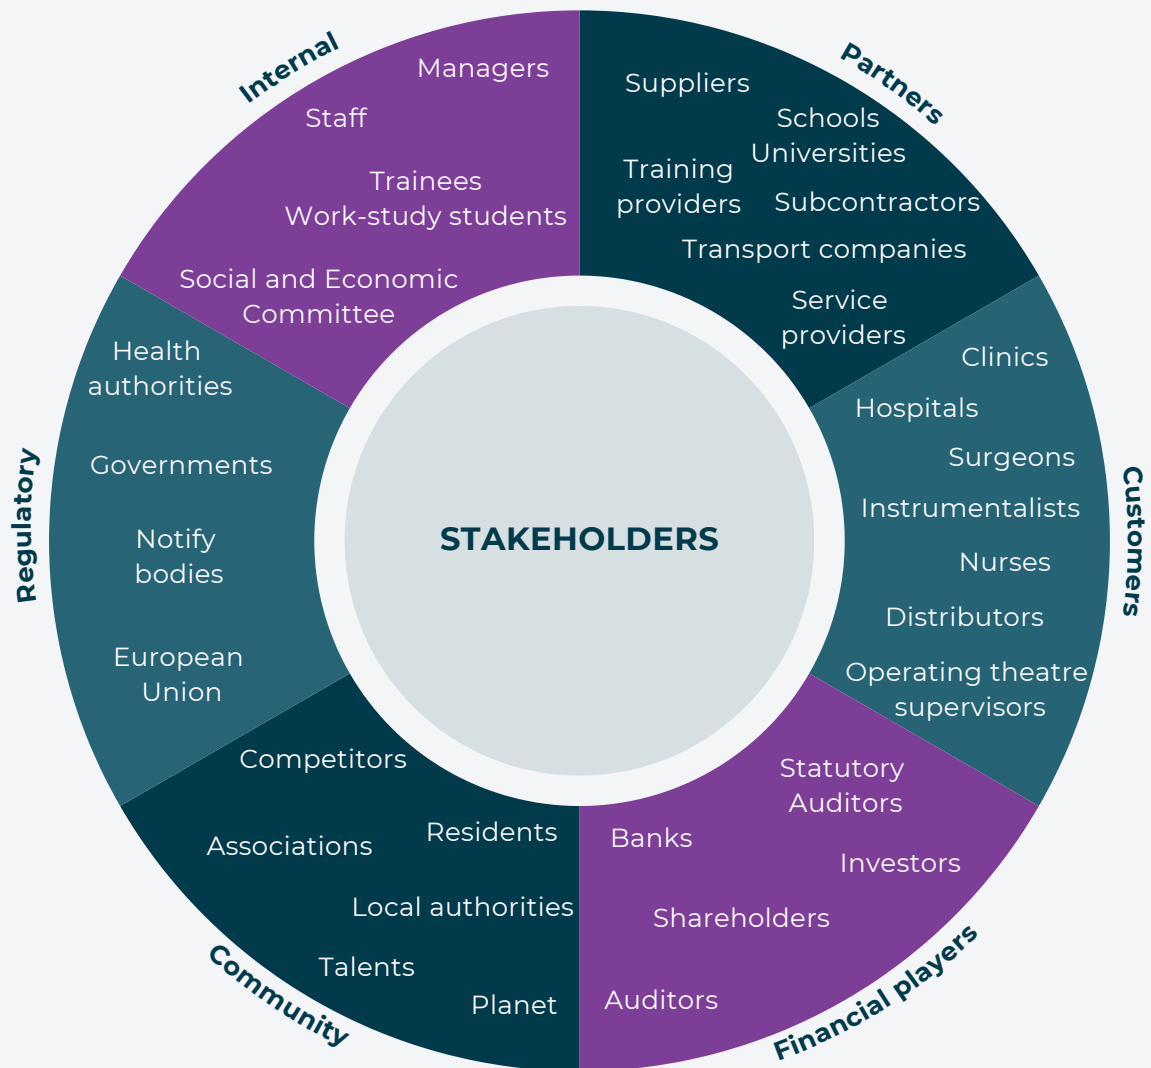 Internal
Managers
Staff
Trainees
Work-study students
Social and Economic
Committee
Partners
Suppliers
Schools
Universities
Training
providers
Subcontractors
Transport companies
Service
providers
Customers
Clinics
Hospitals
Surgeons
Instrumentalists
Nurses
Distributors
Operating theatre
supervisors
Financial players
Statutory
Auditors
Banks
Investors
Shareholders
Auditors
Community
Competitors
Residents
Associations
Local authorities
Talents
Planet
Regulatory
Health
authorities
Governments
Notify
bodies
European
Union
STAKEHOLDERS